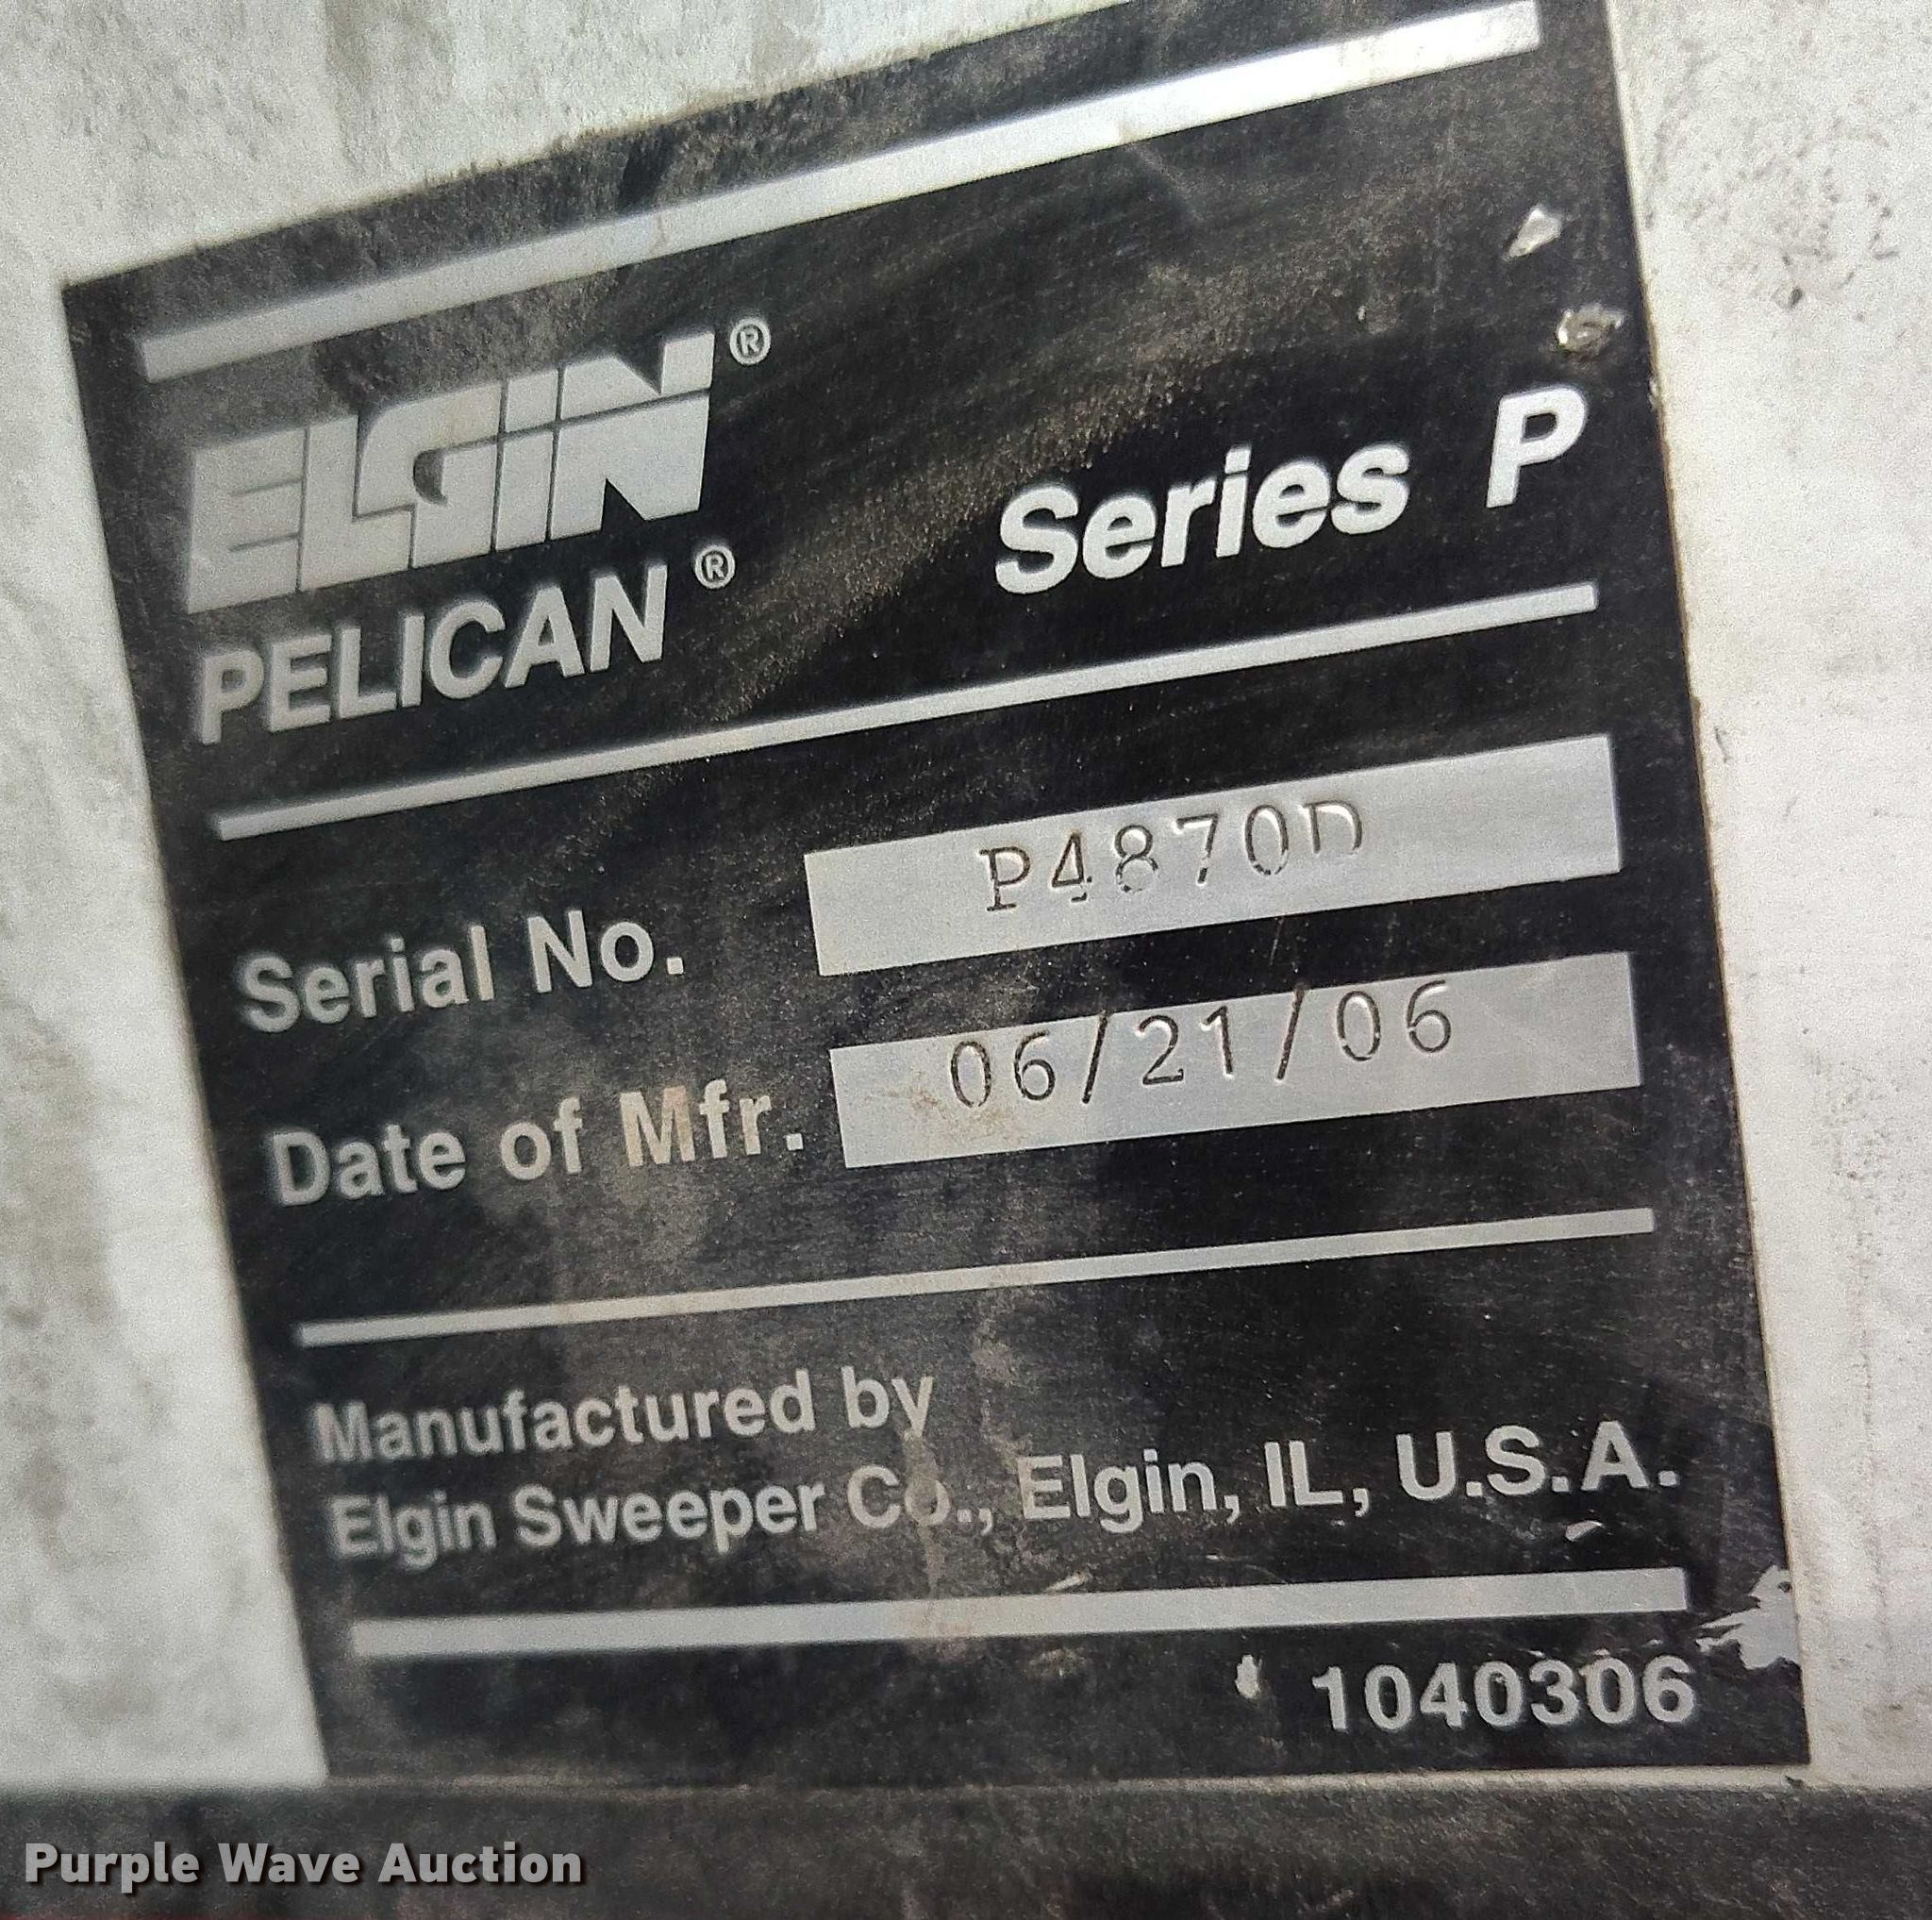 ELGIN®
PELICAN® Series P
Serial No. P4870D
Date of Mfr. 06/21/06
Manufactured by
Elgin Sweeper Co., Elgin, IL, U.S.A.
1040306
Purple Wave Auction